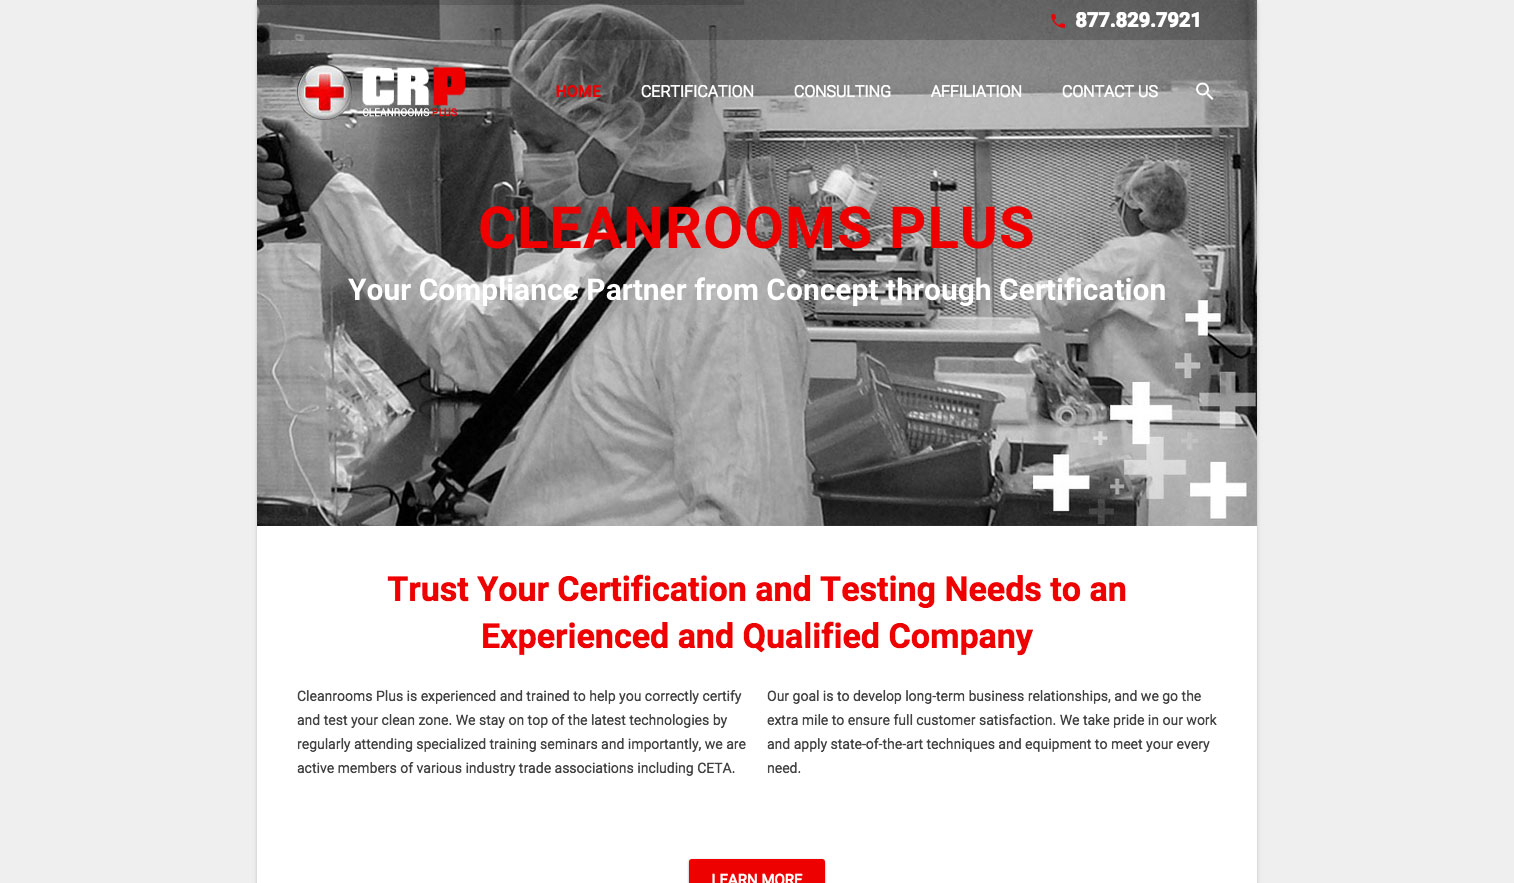 877.829.7921
CRP
CLEANROOMS PLUS
HOME CERTIFICATION CONSULTING AFFILIATION CONTACT US
CLEANROOMS PLUS
Your Compliance Partner from Concept through Certification
Trust Your Certification and Testing Needs to an
Experienced and Qualified Company
Cleanrooms Plus is experienced and trained to help you correctly certify
and test your clean zone. We stay on top of the latest technologies by
regularly attending specialized training seminars and importantly, we are
active members of various industry trade associations including CETA.
Our goal is to develop long-term business relationships, and we go the
extra mile to ensure full customer satisfaction. We take pride in our work
and apply state-of-the-art techniques and equipment to meet your every
need.
LEARN MORE